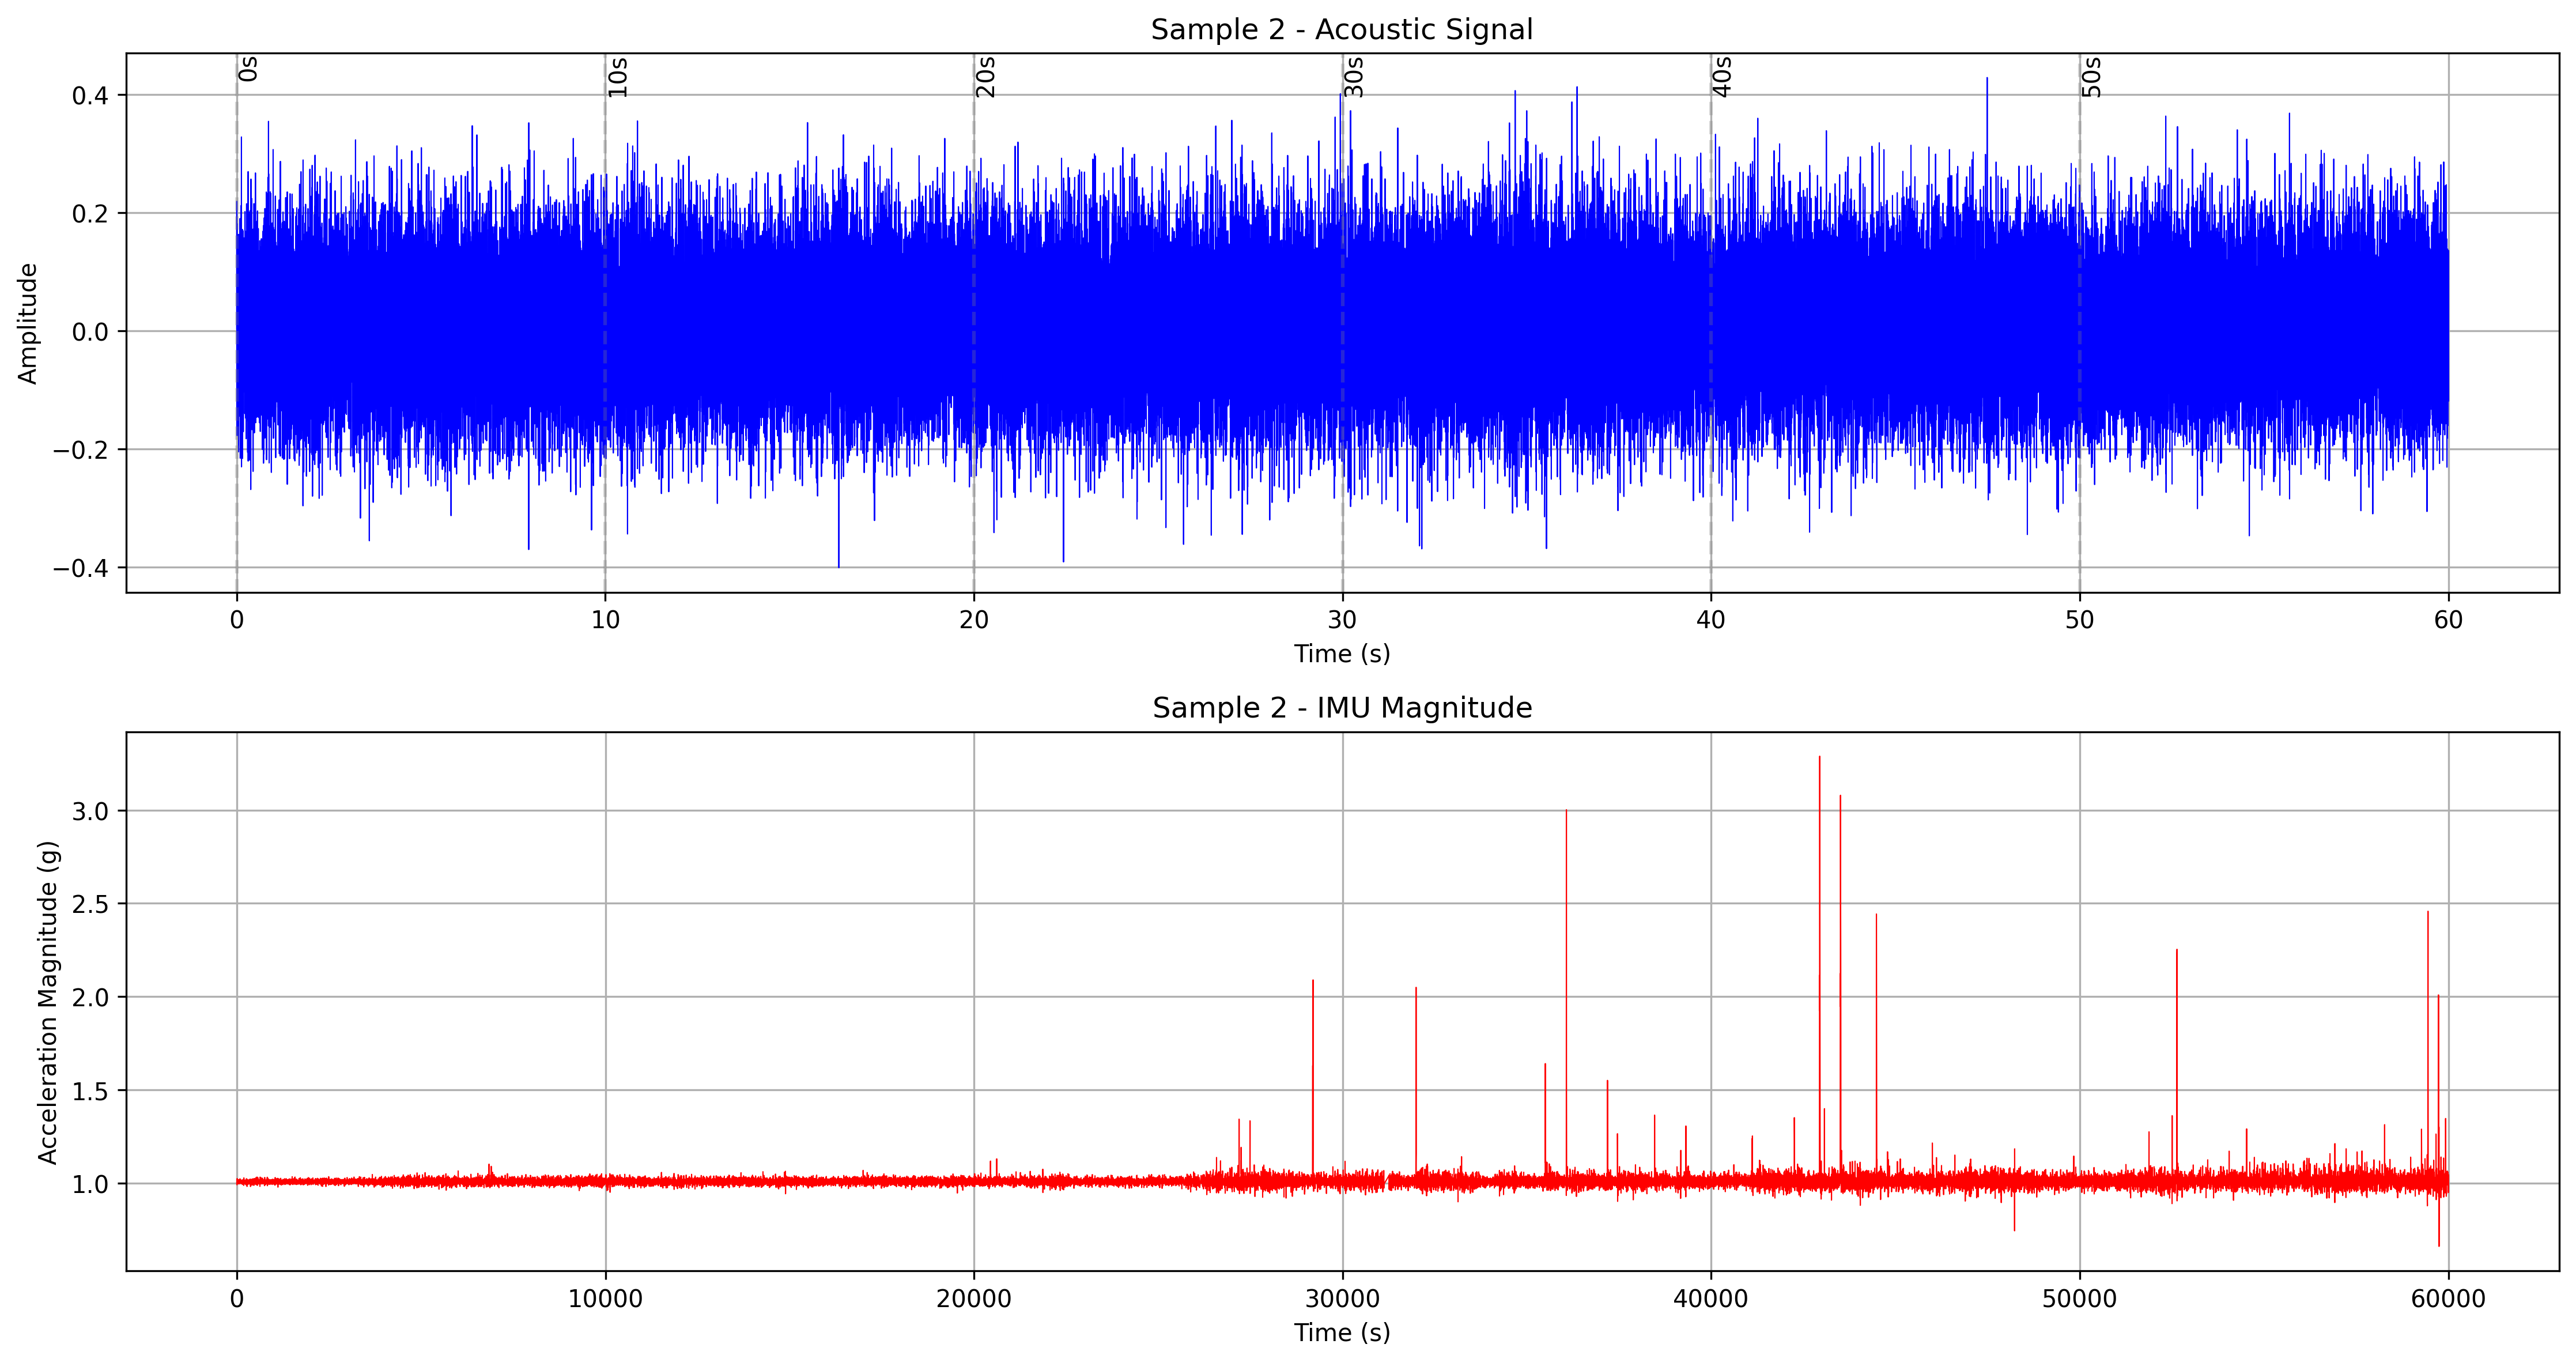 Sample 2 - Acoustic Signal
0s
10s
20s
30s
40s
50s
0.4
0.2
0.0
−0.2
−0.4
Amplitude
0 10 20 30 40 50 60
Time (s)
Sample 2 - IMU Magnitude
3.0
2.5
2.0
1.5
1.0
Acceleration Magnitude (g)
0 10000 20000 30000 40000 50000 60000
Time (s)